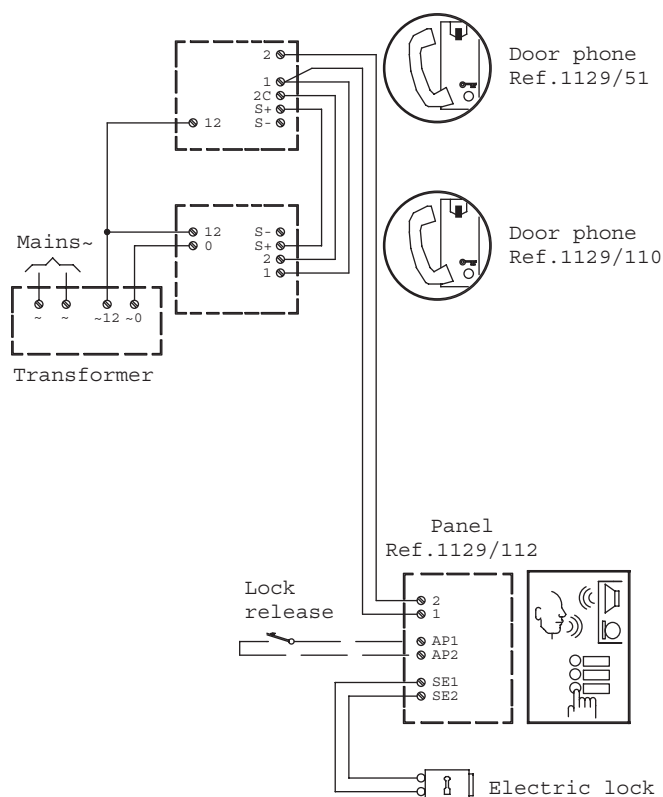 2
1
2C
S+
12 S-
Door phone
Ref.1129/51
12 S-
0 S+
2
1
Door phone
Ref.1129/110
Mains~
~ ~ ~12 ~0
Transformer
Panel
Ref.1129/112
Lock
release
2
1
AP1
AP2
SE1
SE2
Electric lock